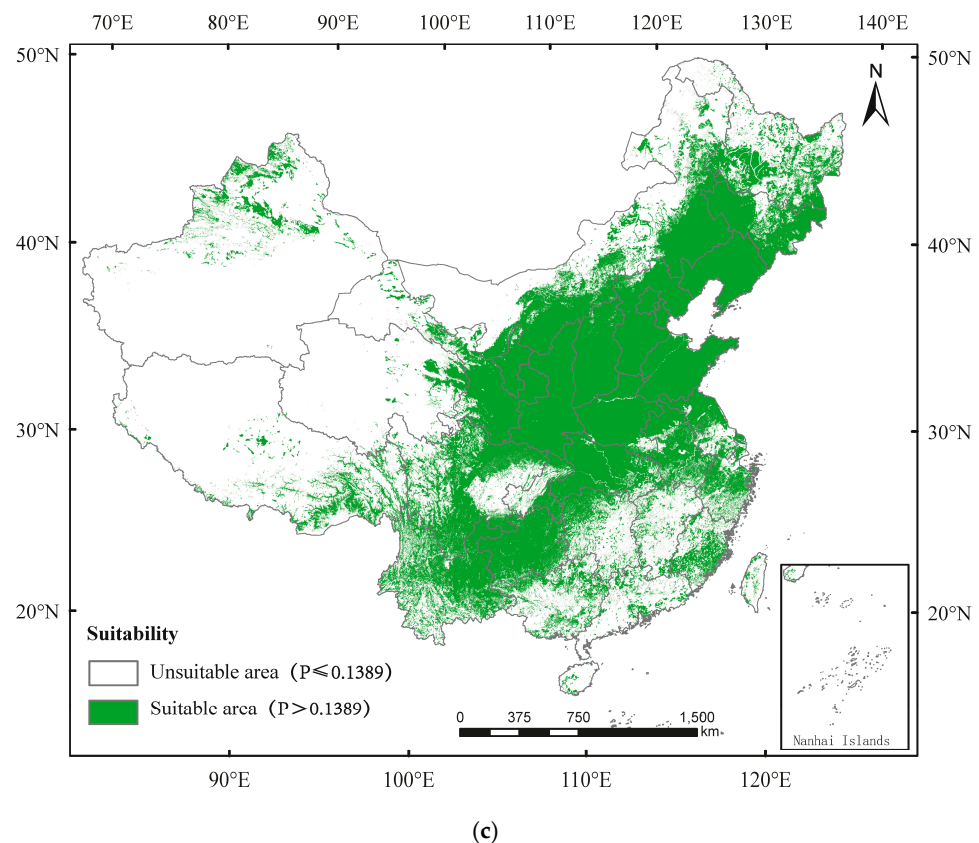 70°E 80°E 90°E 100°E 110°E 120°E 130°E 140°E
50°N 50°N
N
40°N 40°N
30°N 30°N
20°N 20°N
Suitability
Unsuitable area (P≤0.1389)
Suitable area (P>0.1389)
0 375 750 1,500
km
Nanhai Islands
90°E 100°E 110°E 120°E
(c)